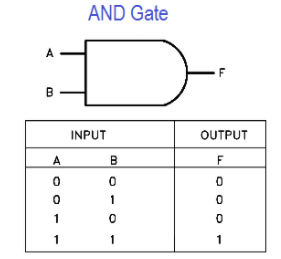 AND Gate
A
F
B
INPUT OUTPUT
A B F
0 0 0
0 1 0
1 0 0
1 1 1